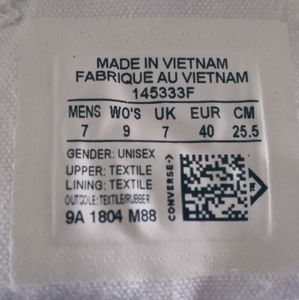 MADE IN VIETNAM
FABRIQUE AU VIETNAM
145333F
MENS WO'S UK EUR CM
7 9 7 40 25.5
GENDER: UNISEX
UPPER: TEXTILE
LINING: TEXTILE
OUTSOLE: TEXTILE/RUBBER
9A 1804 M88
CONVERSE->